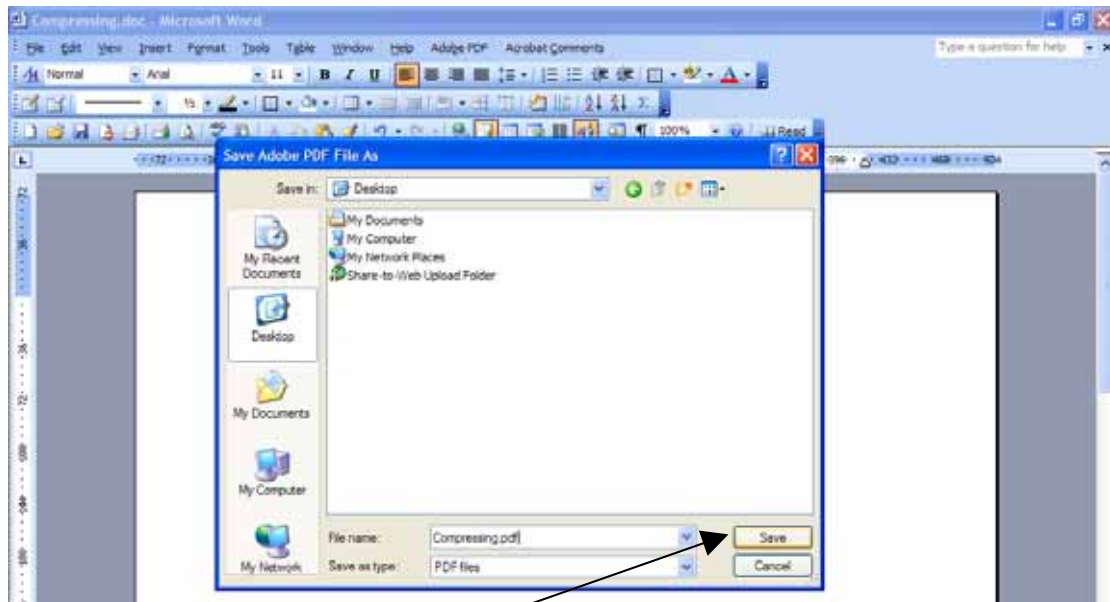 Compressing.doc - Microsoft Word
File Edit View Insert Format Tools Table Window Help Adobe PDF Acrobat Comments Type a question for help
Normal Arial 11 B I U
½
100% Read
Save Adobe PDF File As
Save in: Desktop
My Documents
My Computer
My Network Places
Share-to-Web Upload Folder
My Recent
Documents
Desktop
My Documents
My Computer
My Network
File name: Compressing.pdf Save
Save as type: PDF files Cancel